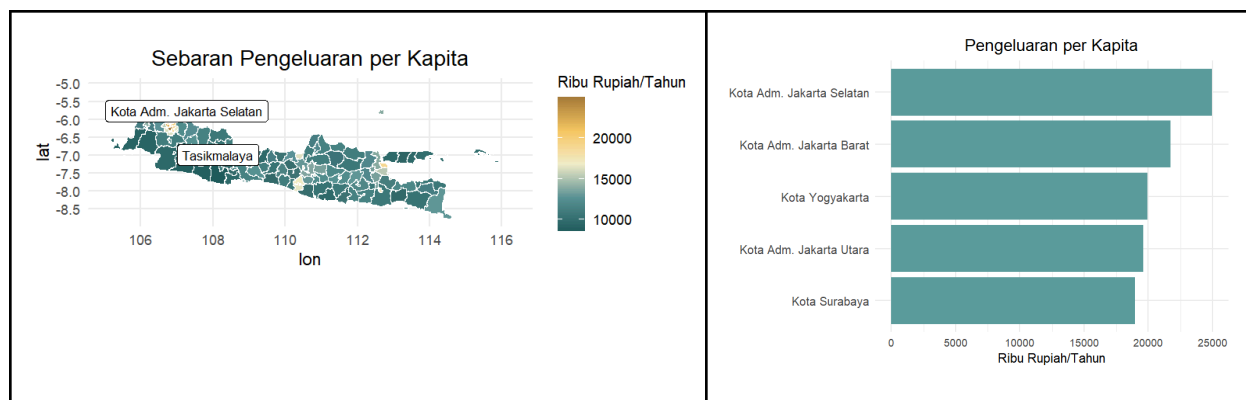 Sebaran Pengeluaran per Kapita
-5.0
-5.5
-6.0
-6.5
-7.0
-7.5
-8.0
-8.5
lat
Kota Adm. Jakarta Selatan
Tasikmalaya
106
108
110
112
114
116
lon
Ribu Rupiah/Tahun
20000
15000
10000
Pengeluaran per Kapita
Kota Adm. Jakarta Selatan
Kota Adm. Jakarta Barat
Kota Yogyakarta
Kota Adm. Jakarta Utara
Kota Surabaya
0
5000
10000
15000
20000
25000
Ribu Rupiah/Tahun